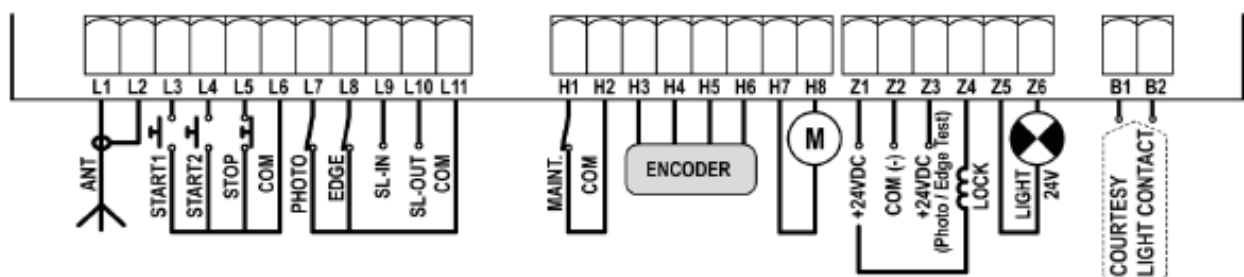 L1 L2 L3 L4 L5 L6 L7 L8 L9 L10 L11 H1 H2 H3 H4 H5 H6 H7 H8 Z1 Z2 Z3 Z4 Z5 Z6 B1 B2
ANT
START1
START2
STOP
COM
PHOTO
EDGE
SL-IN
SL-OUT
COM
MAINT.
COM
ENCODER
M
+24VDC
COM (-)
+24VDC
(Photo / Edge Test)
LOCK
LIGHT
24V
COURTESY
LIGHT CONTACT